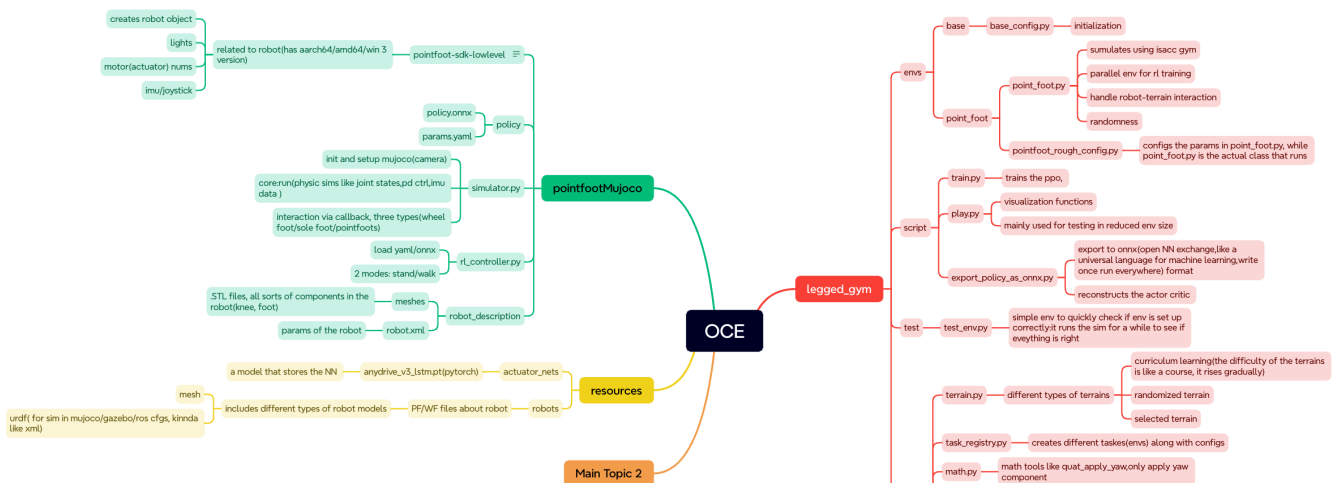 OCE
pointfootMujoco
pointfoot-sdk-lowlevel
related to robot(has aarch64/amd64/win 3
version)
creates robot object
lights
motor(actuator) nums
imu/joystick
policy
policy.onnx
params.yaml
simulator.py
init and setup mujoco(camera)
core:run(physic sims like joint states,pd ctrl,imu
data )
interaction via callback, three types(wheel
foot/sole foot/pointfoots)
rl_controller.py
load yaml/onnx
2 modes: stand/walk
robot_description
meshes
.STL files, all sorts of components in the
robot(knee, foot)
robot.xml
params of the robot
resources
actuator_nets
anydrive_v3_lstm.pt(pytorch)
a model that stores the NN
robots
PF/WF files about robot
includes different types of robot models
mesh
urdf( for sim in mujoco/gazebo/ros cfgs, kinnda
like xml)
Main Topic 2
legged_gym
envs
base
base_config.py
initialization
point_foot
point_foot.py
sumulates using isacc gym
parallel env for rl training
handle robot-terrain interaction
randomness
pointfoot_rough_config.py
configs the params in point_foot.py, while
point_foot.py is the actual class that runs
script
train.py
trains the ppo,
play.py
visualization functions
mainly used for testing in reduced env size
export_policy_as_onnx.py
export to onnx(open NN exchange,like a
universal language for machine learning,write
once run everywhere) format
reconstructs the actor critic
test
test_env.py
simple env to quickly check if env is set up
correctly:it runs the sim for a while to see if
eveything is right
terrain.py
different types of terrains
curriculum learning(the difficulty of the terrains
is like a course, it rises gradually)
randomized terrain
selected terrain
task_registry.py
creates different taskes(envs) along with configs
math.py
math tools like quat_apply_yaw,only apply yaw
component